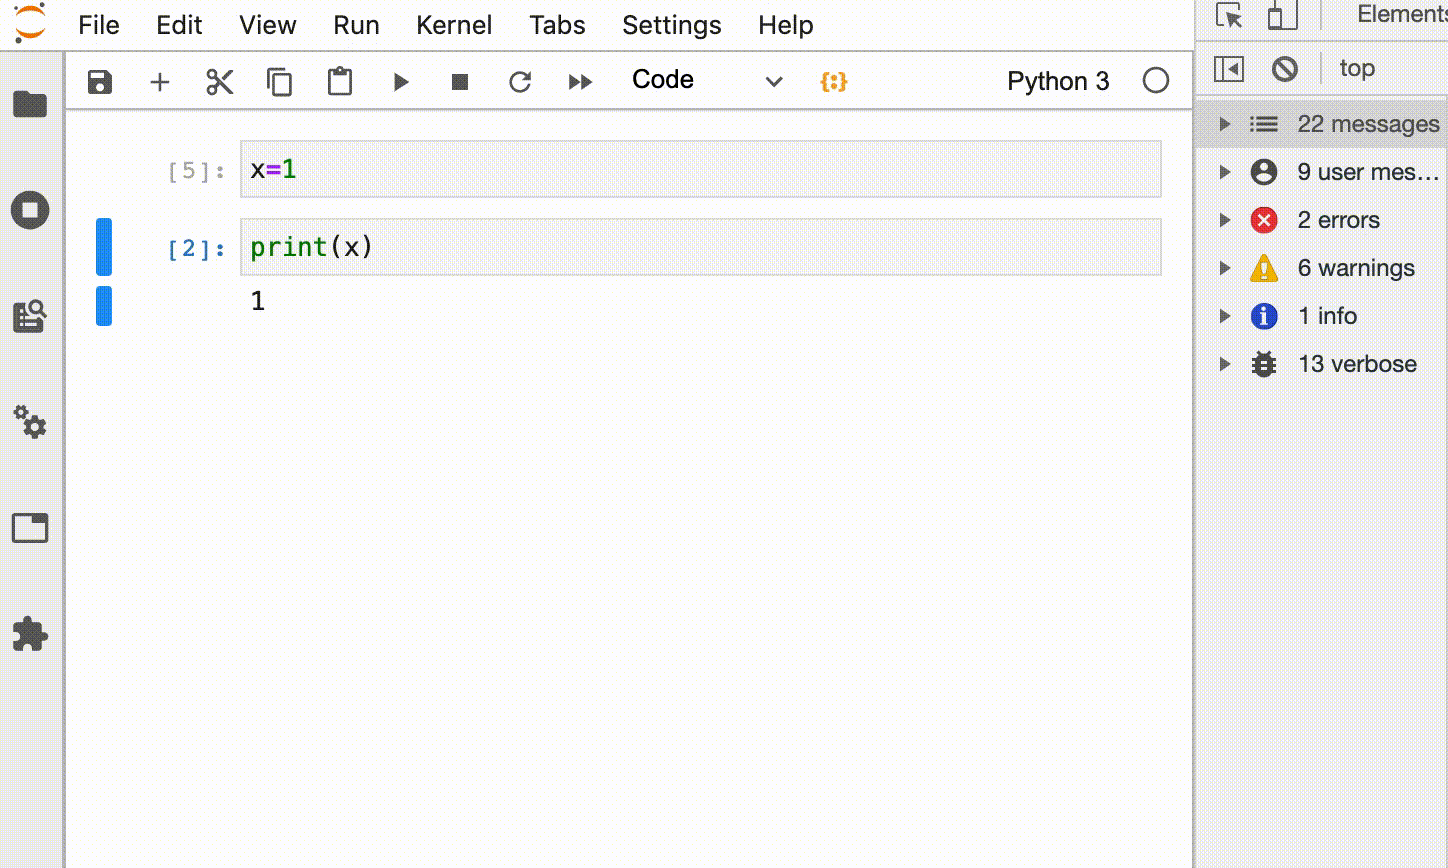 File Edit View Run Kernel Tabs Settings Help
Elements
Code Python 3
top
[5]: x=1
[2]: print(x)
1
22 messages
9 user mes…
2 errors
6 warnings
1 info
13 verbose